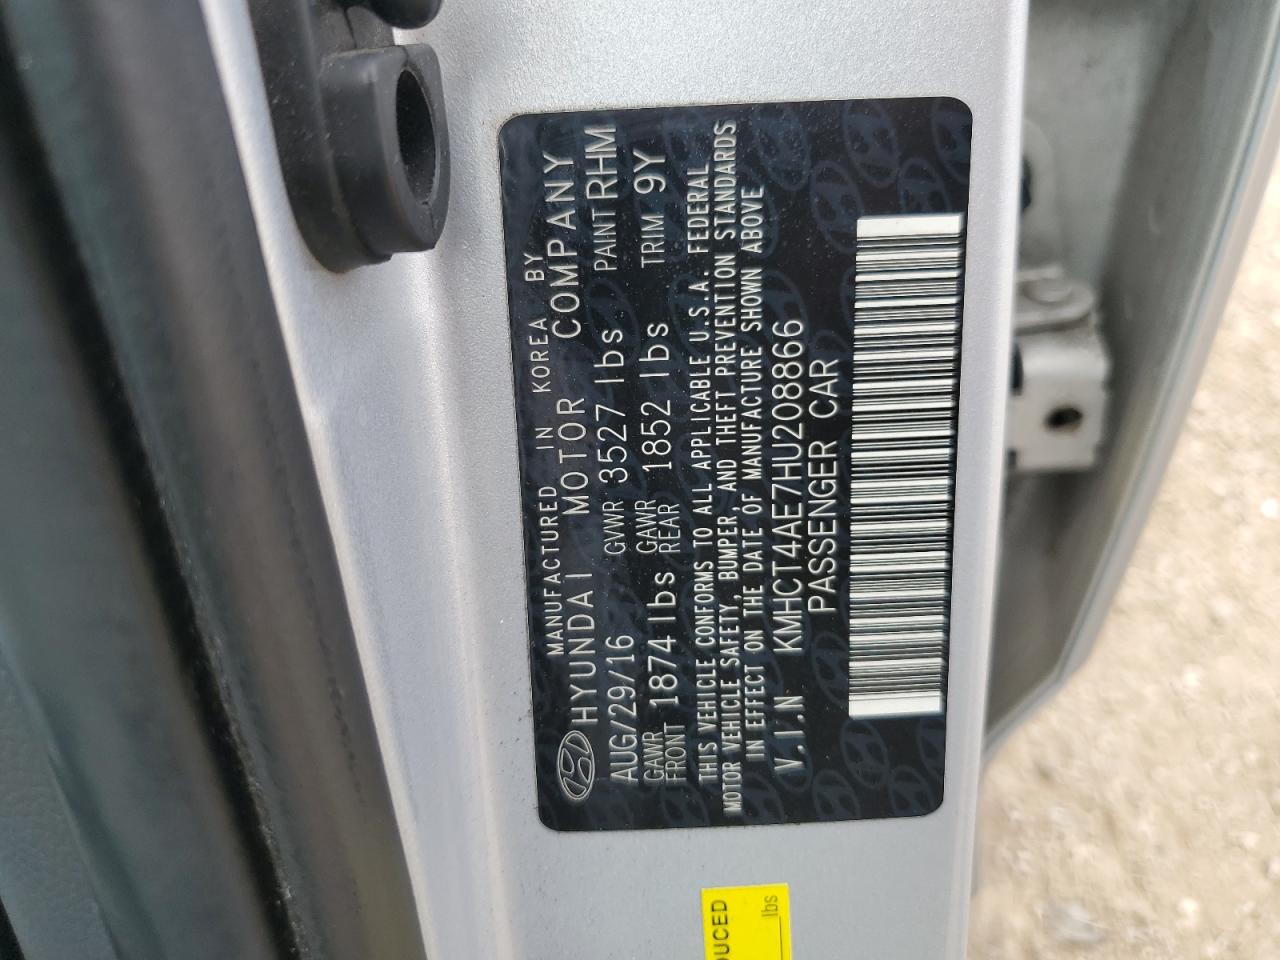 MANUFACTURED IN KOREA BY
HYUNDAI MOTOR COMPANY
AUG/29/16 GVWR 3527 lbs PAINT RHM
GAWR FRONT 1874 lbs GAWR REAR 1852 lbs TRIM 9Y
THIS VEHICLE CONFORMS TO ALL APPLICABLE U.S.A. FEDERAL
MOTOR VEHICLE SAFETY, BUMPER, AND THEFT PREVENTION STANDARDS
IN EFFECT ON THE DATE OF MANUFACTURE SHOWN ABOVE
V.I.N KMHCT4AE7HU208866
PASSENGER CAR
DUCED
lbs